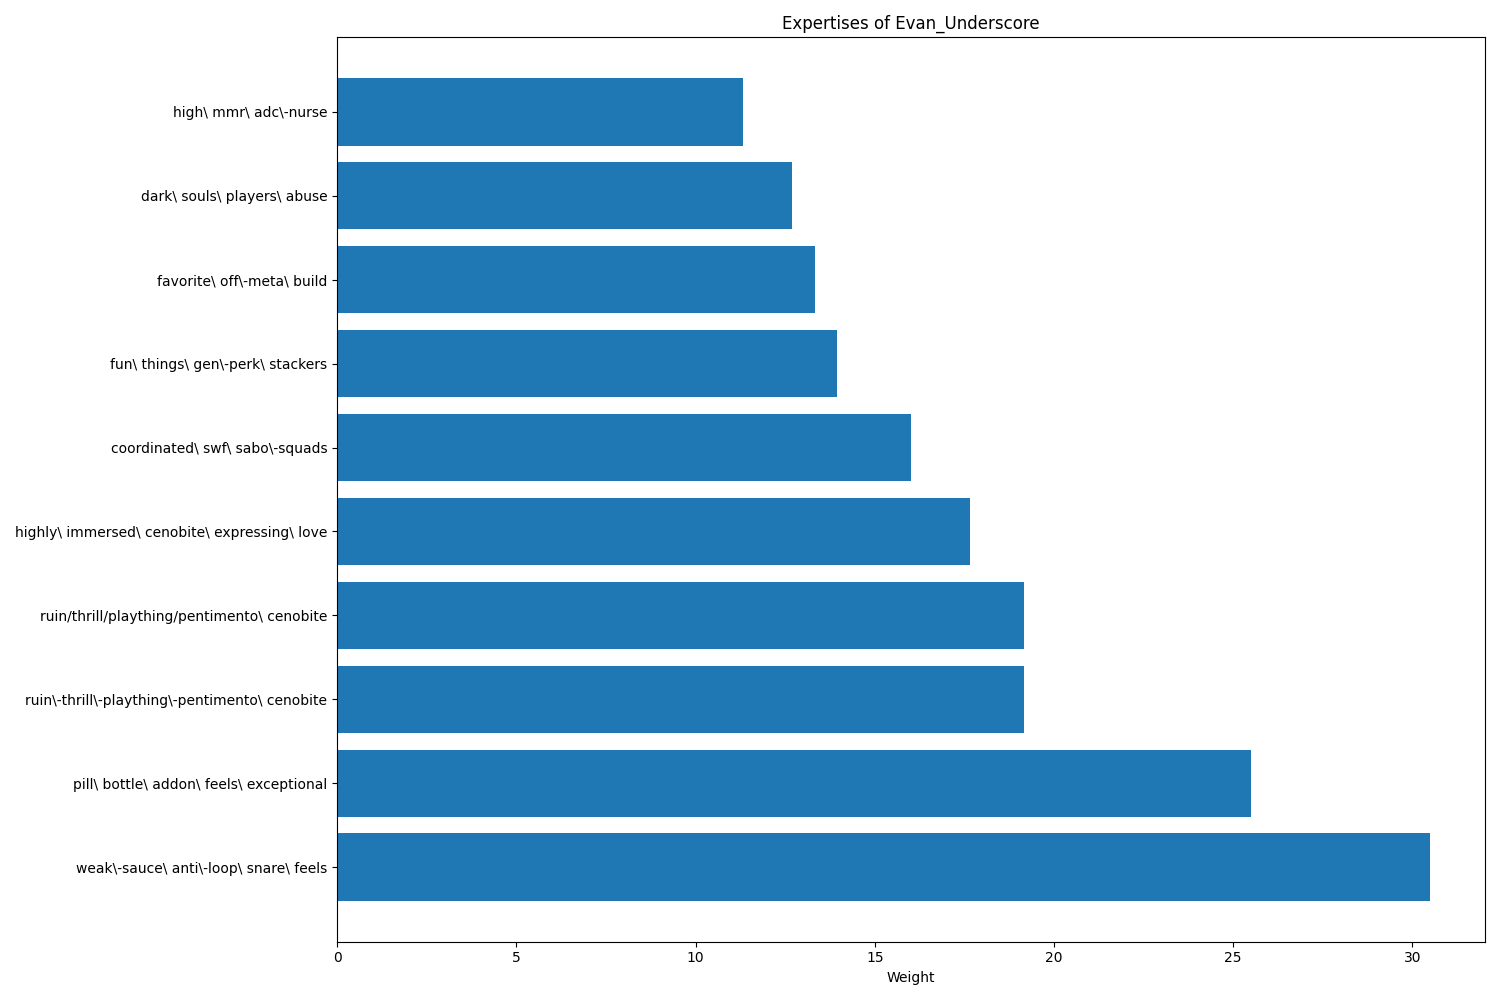 Expertises of Evan_Underscore
high\ mmr\ adc\-nurse
dark\ souls\ players\ abuse
favorite\ off\-meta\ build
fun\ things\ gen\-perk\ stackers
coordinated\ swf\ sabo\-squads
highly\ immersed\ cenobite\ expressing\ love
ruin/thrill/plaything/pentimento\ cenobite
ruin\-thrill\-plaything\-pentimento\ cenobite
pill\ bottle\ addon\ feels\ exceptional
weak\-sauce\ anti\-loop\ snare\ feels
0 5 10 15 20 25 30
Weight